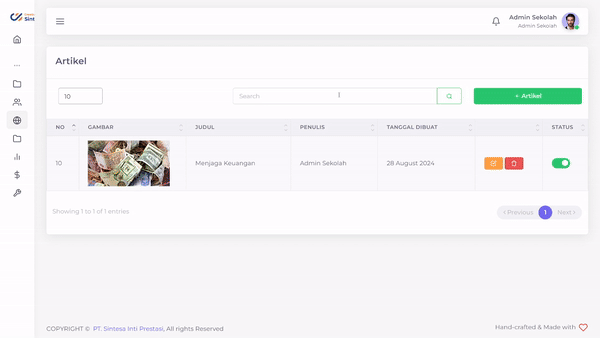 Sint
Admin Sekolah
Admin Sekolah
Artikel
10
Search
+ Artikel
NO GAMBAR JUDUL PENULIS TANGGAL DIBUAT STATUS
10 Menjaga Keuangan Admin Sekolah 28 August 2024
Showing 1 to 1 of 1 entries
‹ Previous 1 Next ›
COPYRIGHT © PT. Sintesa Inti Prestasi, All rights Reserved
Hand-crafted & Made with